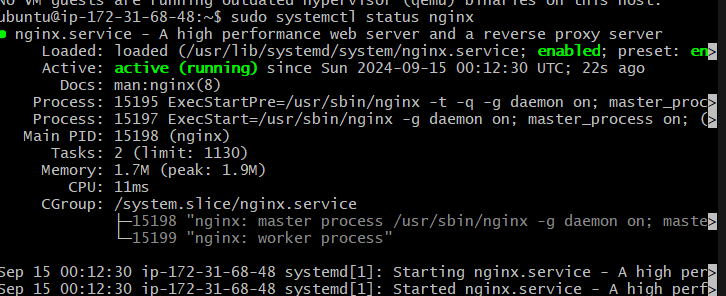 No VM guests are running outdated hypervisor (qemu) binaries on this host.
ubuntu@ip-172-31-68-48:~$ sudo systemctl status nginx
● nginx.service - A high performance web server and a reverse proxy server
Loaded: loaded (/usr/lib/systemd/system/nginx.service; enabled; preset: en>
Active: active (running) since Sun 2024-09-15 00:12:30 UTC; 22s ago
Docs: man:nginx(8)
Process: 15195 ExecStartPre=/usr/sbin/nginx -t -q -g daemon on; master_proc>
Process: 15197 ExecStart=/usr/sbin/nginx -g daemon on; master_process on; (>
Main PID: 15198 (nginx)
Tasks: 2 (limit: 1130)
Memory: 1.7M (peak: 1.9M)
CPU: 11ms
CGroup: /system.slice/nginx.service
├─15198 "nginx: master process /usr/sbin/nginx -g daemon on; maste>
└─15199 "nginx: worker process"
Sep 15 00:12:30 ip-172-31-68-48 systemd[1]: Starting nginx.service - A high per>
Sep 15 00:12:30 ip-172-31-68-48 systemd[1]: Started nginx.service - A high perf>